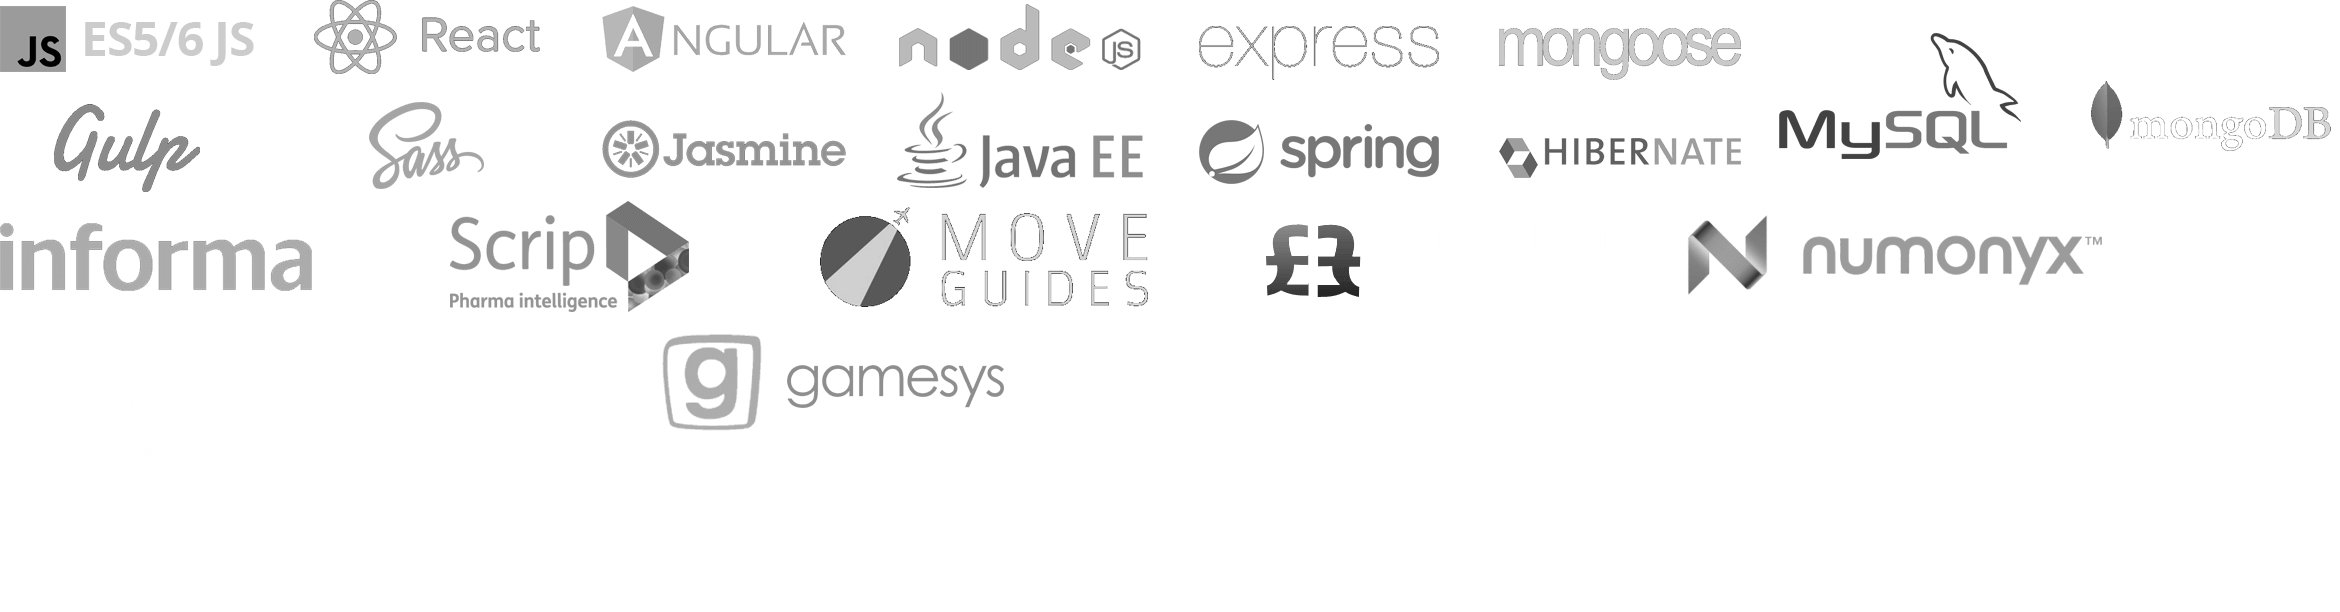 JS ES5/6 JS React ANGULAR node JS express mongoose
Gulp Sass Jasmine Java EE spring HIBERNATE MySQL mongoDB
informa Scrip Pharma intelligence MOVE GUIDES ££ numonyx™
g gamesys